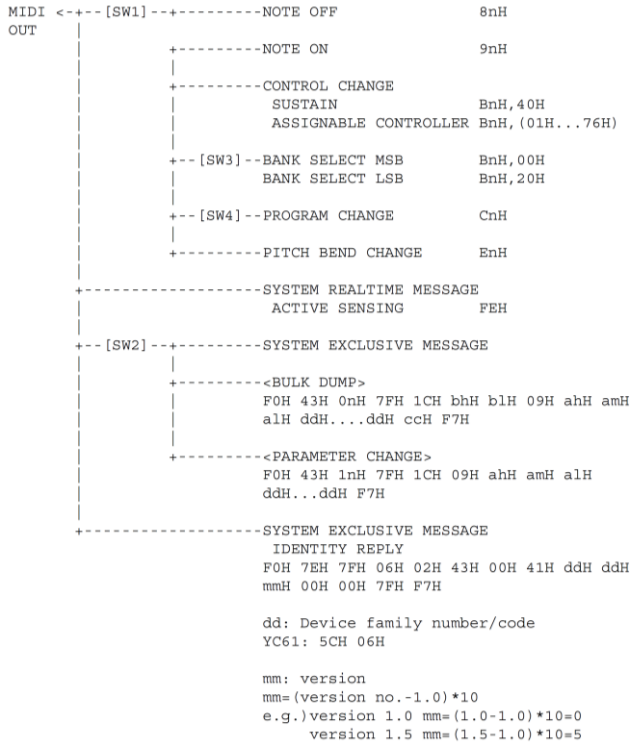 MIDI <-+--[SW1]--+---------NOTE OFF 8nH
OUT
+---------NOTE ON 9nH
+---------CONTROL CHANGE
SUSTAIN BnH,40H
ASSIGNABLE CONTROLLER BnH,(01H...76H)
+--[SW3]--BANK SELECT MSB BnH,00H
BANK SELECT LSB BnH,20H
+--[SW4]--PROGRAM CHANGE CnH
+---------PITCH BEND CHANGE EnH
+-------------------SYSTEM REALTIME MESSAGE
ACTIVE SENSING FEH
+--[SW2]--+---------SYSTEM EXCLUSIVE MESSAGE
+---------<BULK DUMP>
F0H 43H 0nH 7FH 1CH bhH blH 09H ahH amH
alH ddH....ddH ccH F7H
+---------<PARAMETER CHANGE>
F0H 43H 1nH 7FH 1CH 09H ahH amH alH
ddH...ddH F7H
+-------------------SYSTEM EXCLUSIVE MESSAGE
IDENTITY REPLY
F0H 7EH 7FH 06H 02H 43H 00H 41H ddH ddH
mmH 00H 00H 7FH F7H
dd: Device family number/code
YC61: 5CH 06H
mm: version
mm=(version no.-1.0)*10
e.g.)version 1.0 mm=(1.0-1.0)*10=0
version 1.5 mm=(1.5-1.0)*10=5